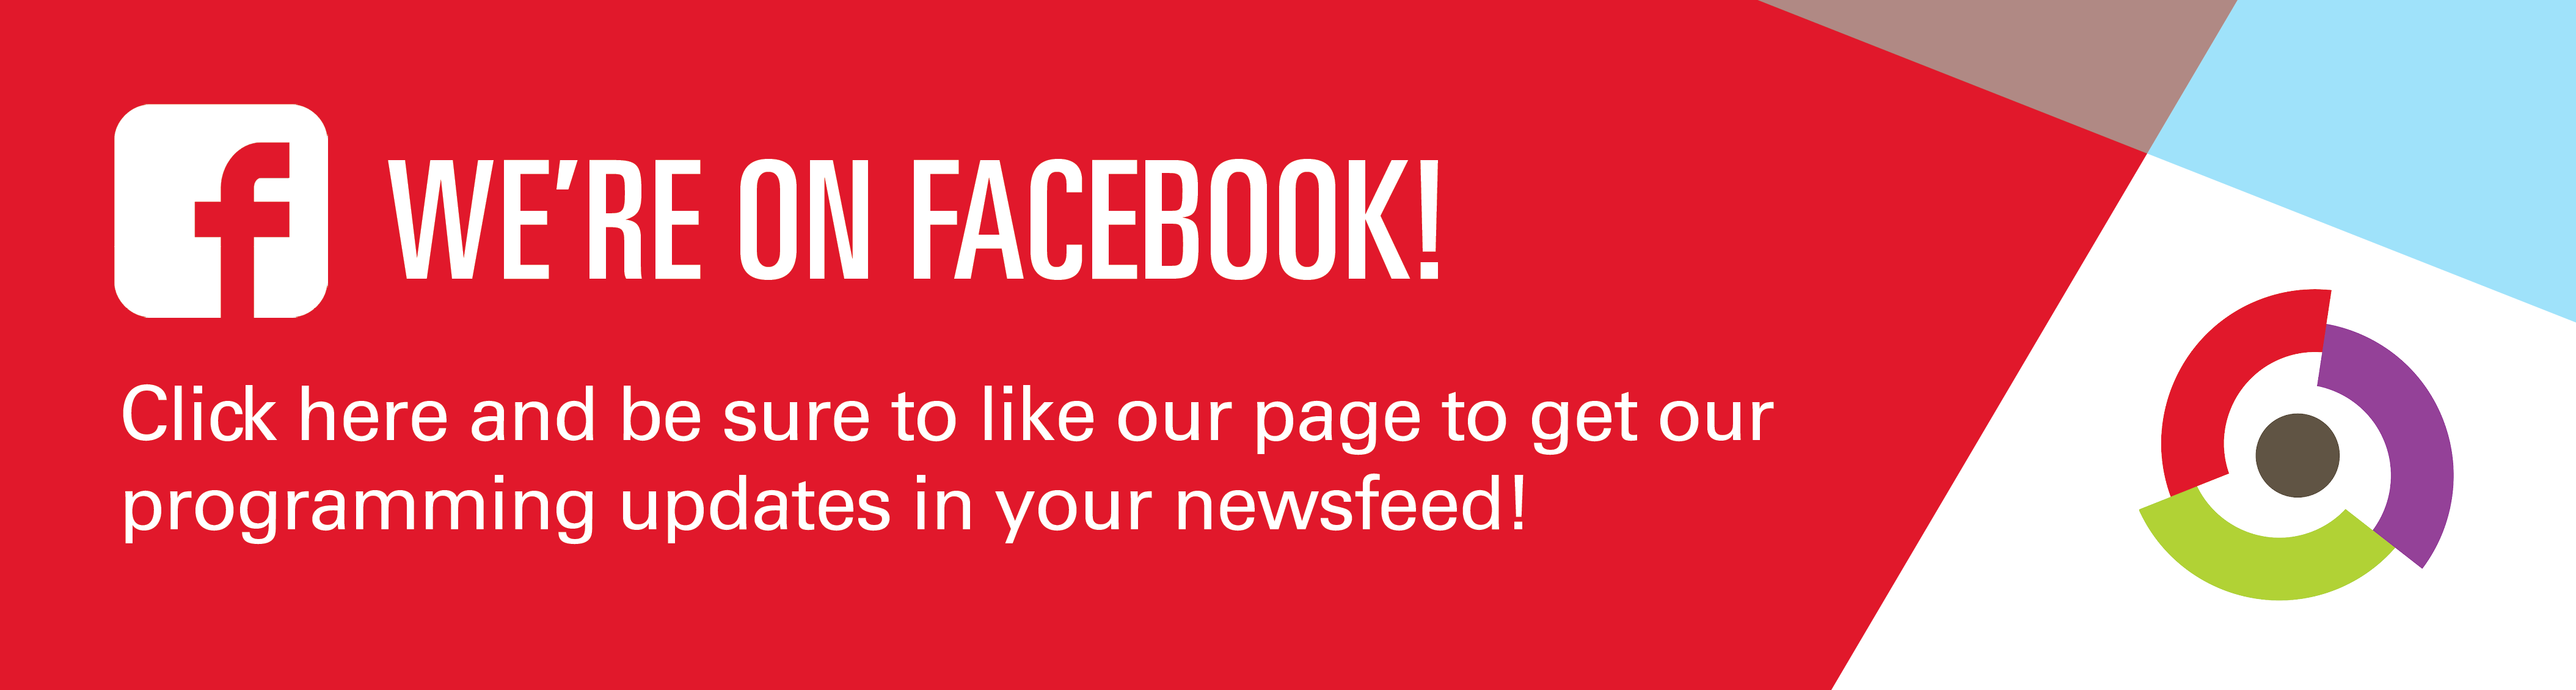 WE’RE ON FACEBOOK!
Click here and be sure to like our page to get our
programming updates in your newsfeed!